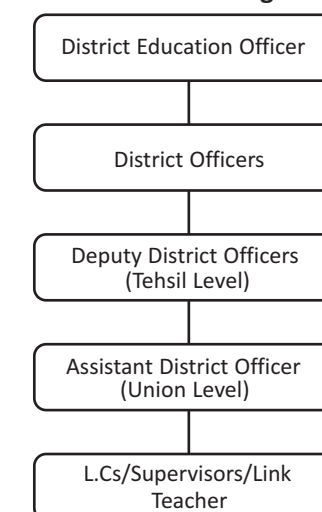 District Education Officer
District Officers
Deputy District Officers
(Tehsil Level)
Assistant District Officer
(Union Level)
L.Cs/Supervisors/Link
Teacher